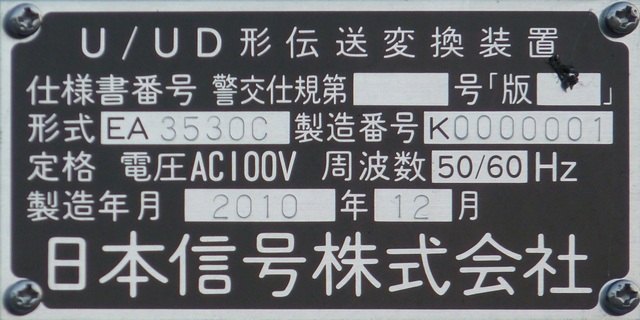 U/UD形伝送変換装置
仕様書番号 警交仕規第 号「版 」
形式 EA3530C 製造番号 K0000001
定格 電圧AC100V 周波数 50/60 Hz
製造年月 2010 年 12 月
日本信号株式会社